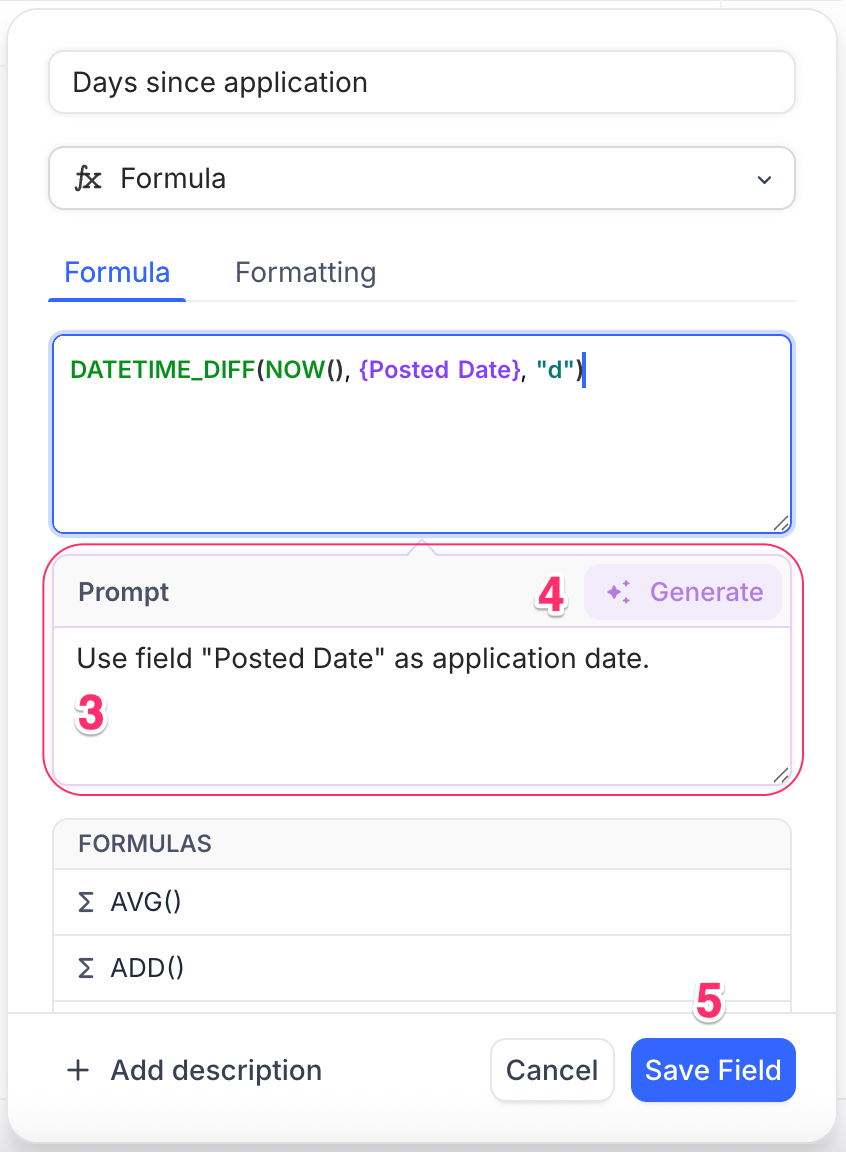 Days since application
fx Formula
Formula Formatting
DATETIME_DIFF(NOW(), {Posted Date}, "d")
Prompt 4 Generate
Use field "Posted Date" as application date.
3
FORMULAS
Σ AVG()
Σ ADD()
5
+ Add description Cancel Save Field